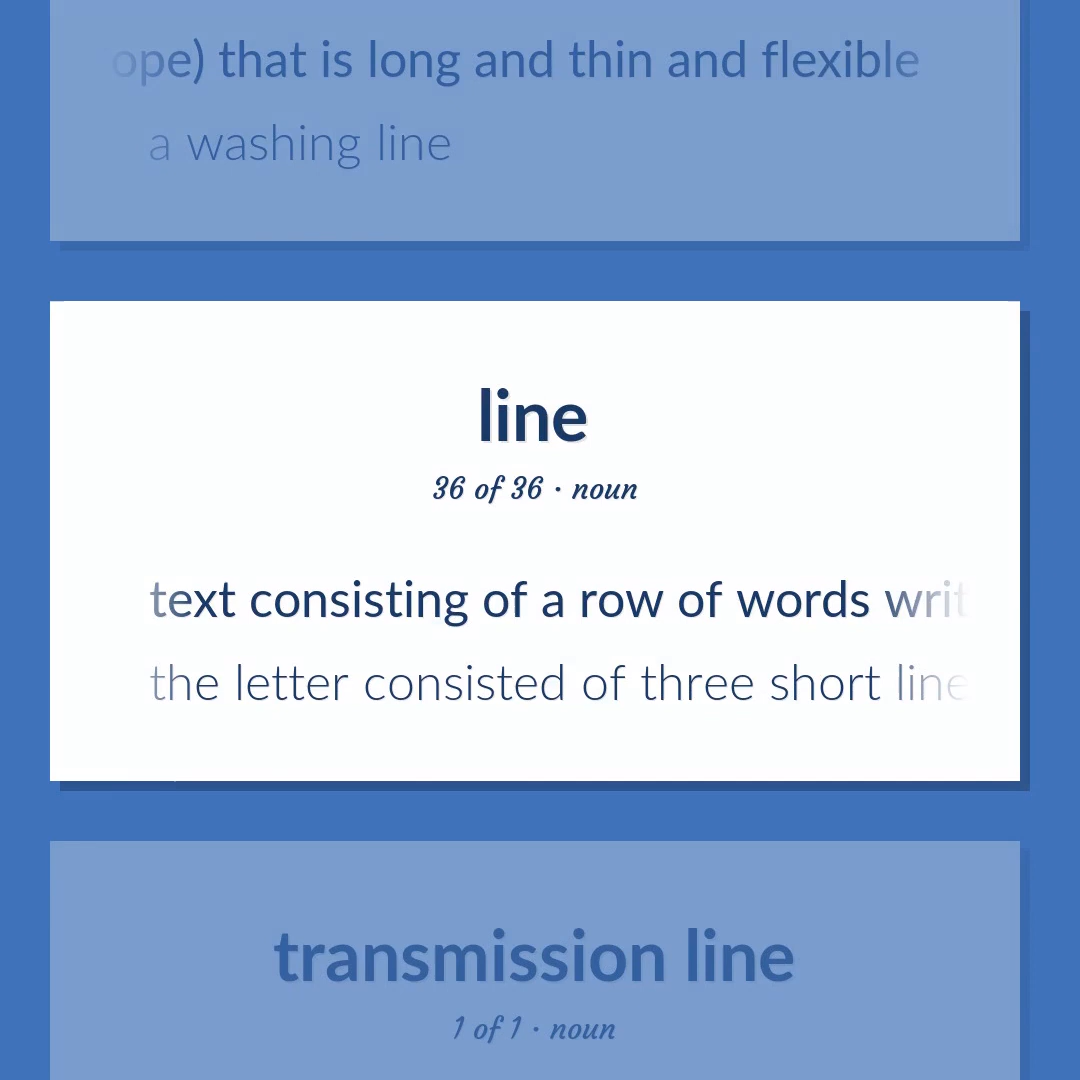 ope) that is long and thin and flexible
a washing line
line
36 of 36 · noun
text consisting of a row of words writ
the letter consisted of three short line
transmission line
1 of 1 · noun